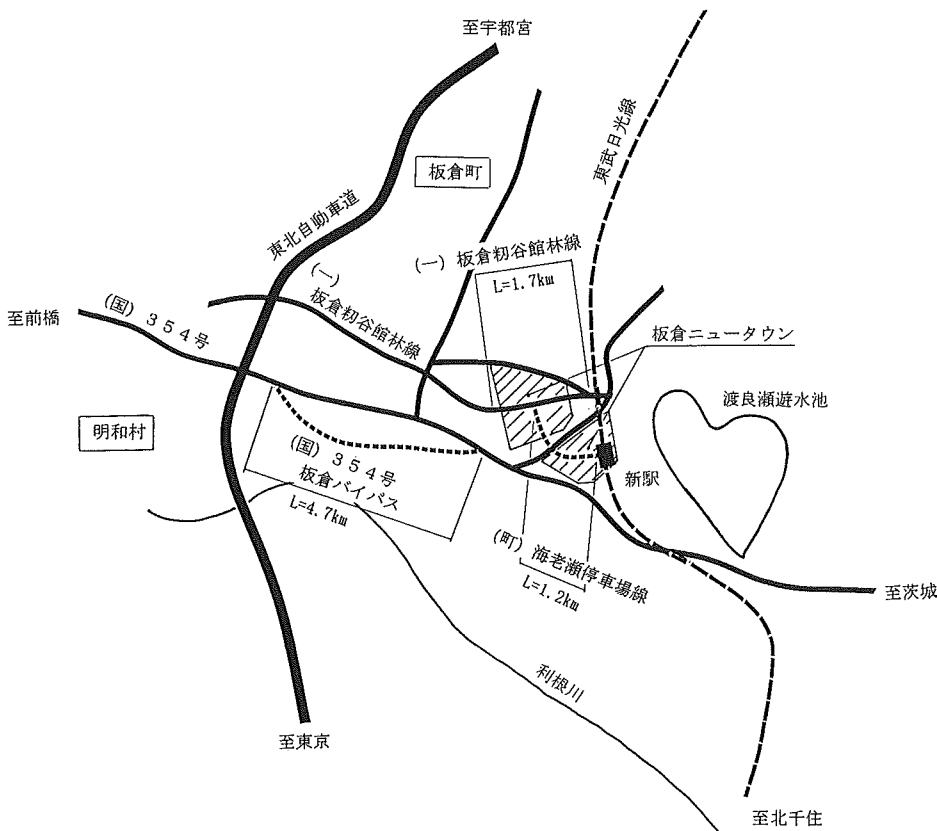 至宇都宮
東武日光線
板倉町
東北自動車道
(一) 板倉籾谷館林線
L=1.7km
(一)
板倉籾谷館林線
至前橋
(国) 354号
板倉ニュータウン
渡良瀬遊水池
明和村
(国) 354号
板倉バイパス
L=4.7km
新駅
(町) 海老瀬停車場線
L=1.2km
至茨城
利根川
至東京
至北千住